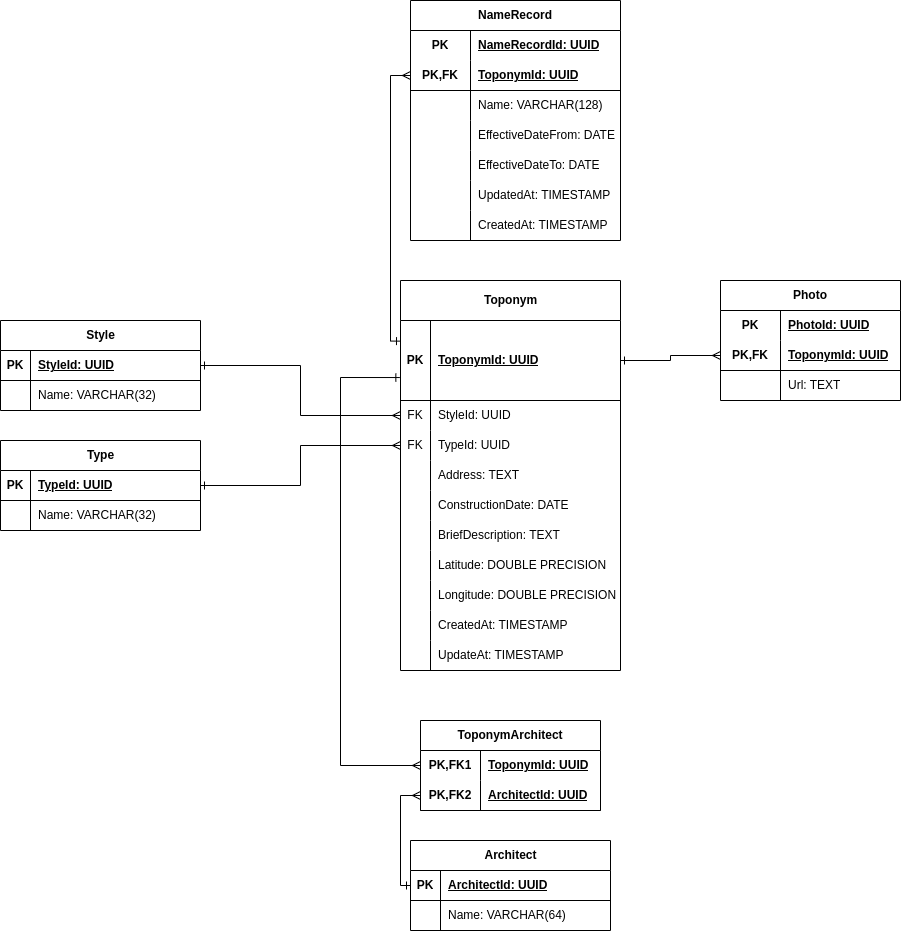 NameRecord
PK NameRecordId: UUID
PK,FK ToponymId: UUID
Name: VARCHAR(128)
EffectiveDateFrom: DATE
EffectiveDateTo: DATE
UpdatedAt: TIMESTAMP
CreatedAt: TIMESTAMP
Toponym
PK ToponymId: UUID
FK StyleId: UUID
FK TypeId: UUID
Address: TEXT
ConstructionDate: DATE
BriefDescription: TEXT
Latitude: DOUBLE PRECISION
Longitude: DOUBLE PRECISION
CreatedAt: TIMESTAMP
UpdateAt: TIMESTAMP
Photo
PK PhotoId: UUID
PK,FK ToponymId: UUID
Url: TEXT
Style
PK StyleId: UUID
Name: VARCHAR(32)
Type
PK TypeId: UUID
Name: VARCHAR(32)
ToponymArchitect
PK,FK1 ToponymId: UUID
PK,FK2 ArchitectId: UUID
Architect
PK ArchitectId: UUID
Name: VARCHAR(64)